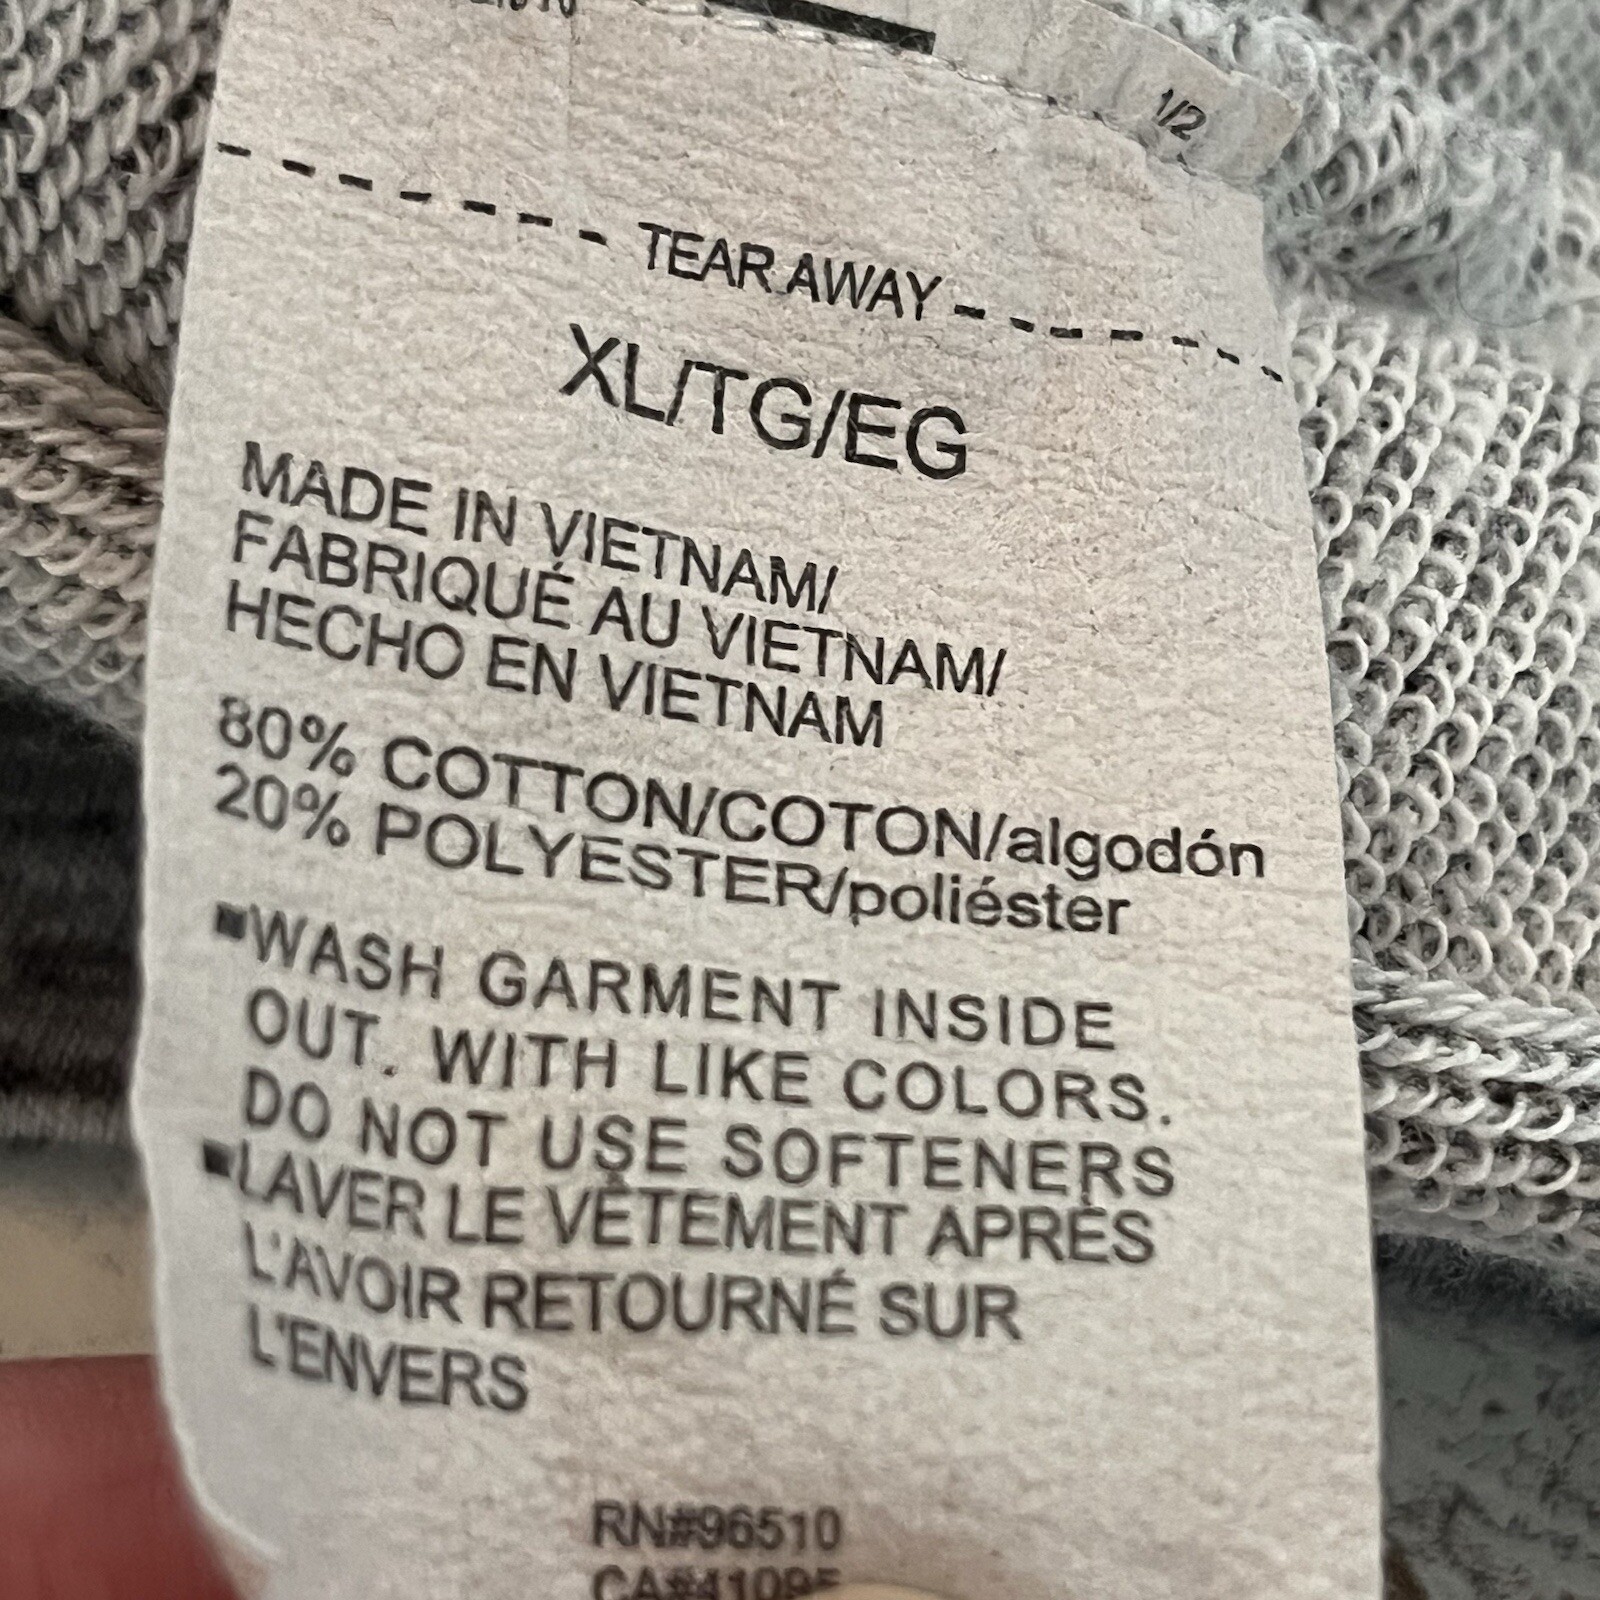 1/2
TEAR AWAY
XL/TG/EG
MADE IN VIETNAM/
FABRIQUÉ AU VIETNAM/
HECHO EN VIETNAM
80% COTTON/COTON/algodón
20% POLYESTER/poliéster
WASH GARMENT INSIDE
OUT. WITH LIKE COLORS.
DO NOT USE SOFTENERS
LAVER LE VÊTEMENT APRÈS
L'AVOIR RETOURNÉ SUR
L'ENVERS
RN#96510